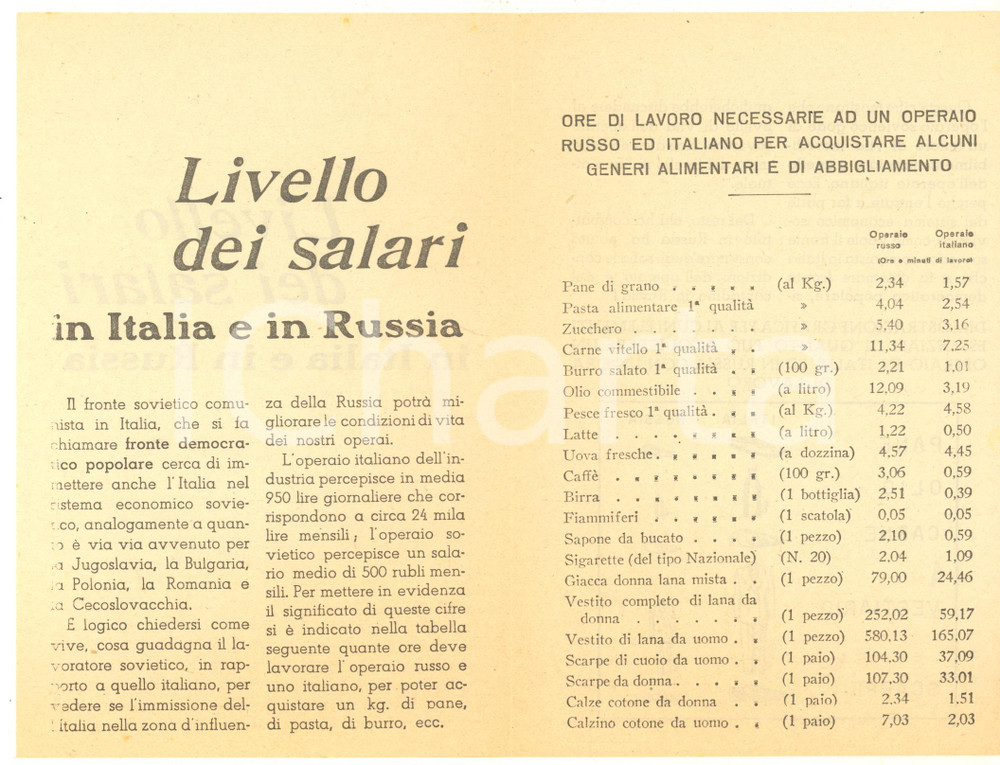 Livello
dei salari
in Italia e in Russia
Il fronte sovietico comu-
nista in Italia, che si fa
chiamare fronte democra-
tico popolare cerca di im-
mettere anche l'Italia nel
sistema economico sovie-
tico, analogamente a quan-
to è via via avvenuto per
la Jugoslavia, la Bulgaria,
la Polonia, la Romania e
la Cecoslovacchia.
È logico chiedersi come
vive, cosa guadagna il la-
voratore sovietico, in rap-
porto a quello italiano, per
vedere se l'immissione del-
l'Italia nella zona d'influen-
za della Russia potrà mi-
gliorare le condizioni di vita
dei nostri operai.
L'operaio italiano dell'in-
dustria percepisce in media
950 lire giornaliere che cor-
rispondono a circa 24 mila
lire mensili; l'operaio so-
vietico percepisce un sala-
rio medio di 500 rubli men-
sili. Per mettere in evidenza
il significato di queste cifre
si è indicato nella tabella
seguente quante ore deve
lavorare l'operaio russo e
uno italiano, per poter ac-
quistare un kg. di pane,
di pasta, di burro, ecc.
ORE DI LAVORO NECESSARIE AD UN OPERAIO
RUSSO ED ITALIANO PER ACQUISTARE ALCUNI
GENERI ALIMENTARI E DI ABBIGLIAMENTO
Operaio russo Operaio italiano
(Ore e minuti di lavoro)
Pane di grano . . . . . (al Kg.) 2,34 1,57
Pasta alimentare 1ª qualità » 4,04 2,54
Zucchero . . . . . . . » 5,40 3,16
Carne vitello 1ª qualità . . » 11,34 7,25
Burro salato 1ª qualità . . (100 gr.) 2,21 1.01
Olio commestibile . . . . (a litro) 12,09 3,19
Pesce fresco 1ª qualità . . . (al Kg.) 4,22 4,58
Latte . . . . . . . . (a litro) 1,22 0,50
Uova fresche . . . . . . (a dozzina) 4,57 4,45
Caffè . . . . . . . . (100 gr.) 3,06 0,59
Birra . . . . . . . . (1 bottiglia) 2,51 0,39
Fiammiferi . . . . . . (1 scatola) 0,05 0,05
Sapone da bucato . . . . (1 pezzo) 2,10 0,59
Sigarette (del tipo Nazionale) (N. 20) 2,04 1,09
Giacca donna lana mista . . (1 pezzo) 79,00 24,46
Vestito completo di lana da
donna . . . . . . . (1 pezzo) 252,02 59,17
Vestito di lana da uomo . . (1 pezzo) 580,13 165,07
Scarpe di cuoio da uomo . . (1 paio) 104,30 37,09
Scarpe da donna . . . . . (1 paio) 107,30 33,01
Calze cotone da donna . . (1 paio) 2.34 1.51
Calzino cotone da uomo . . (1 paio) 7,03 2,03
iCharta